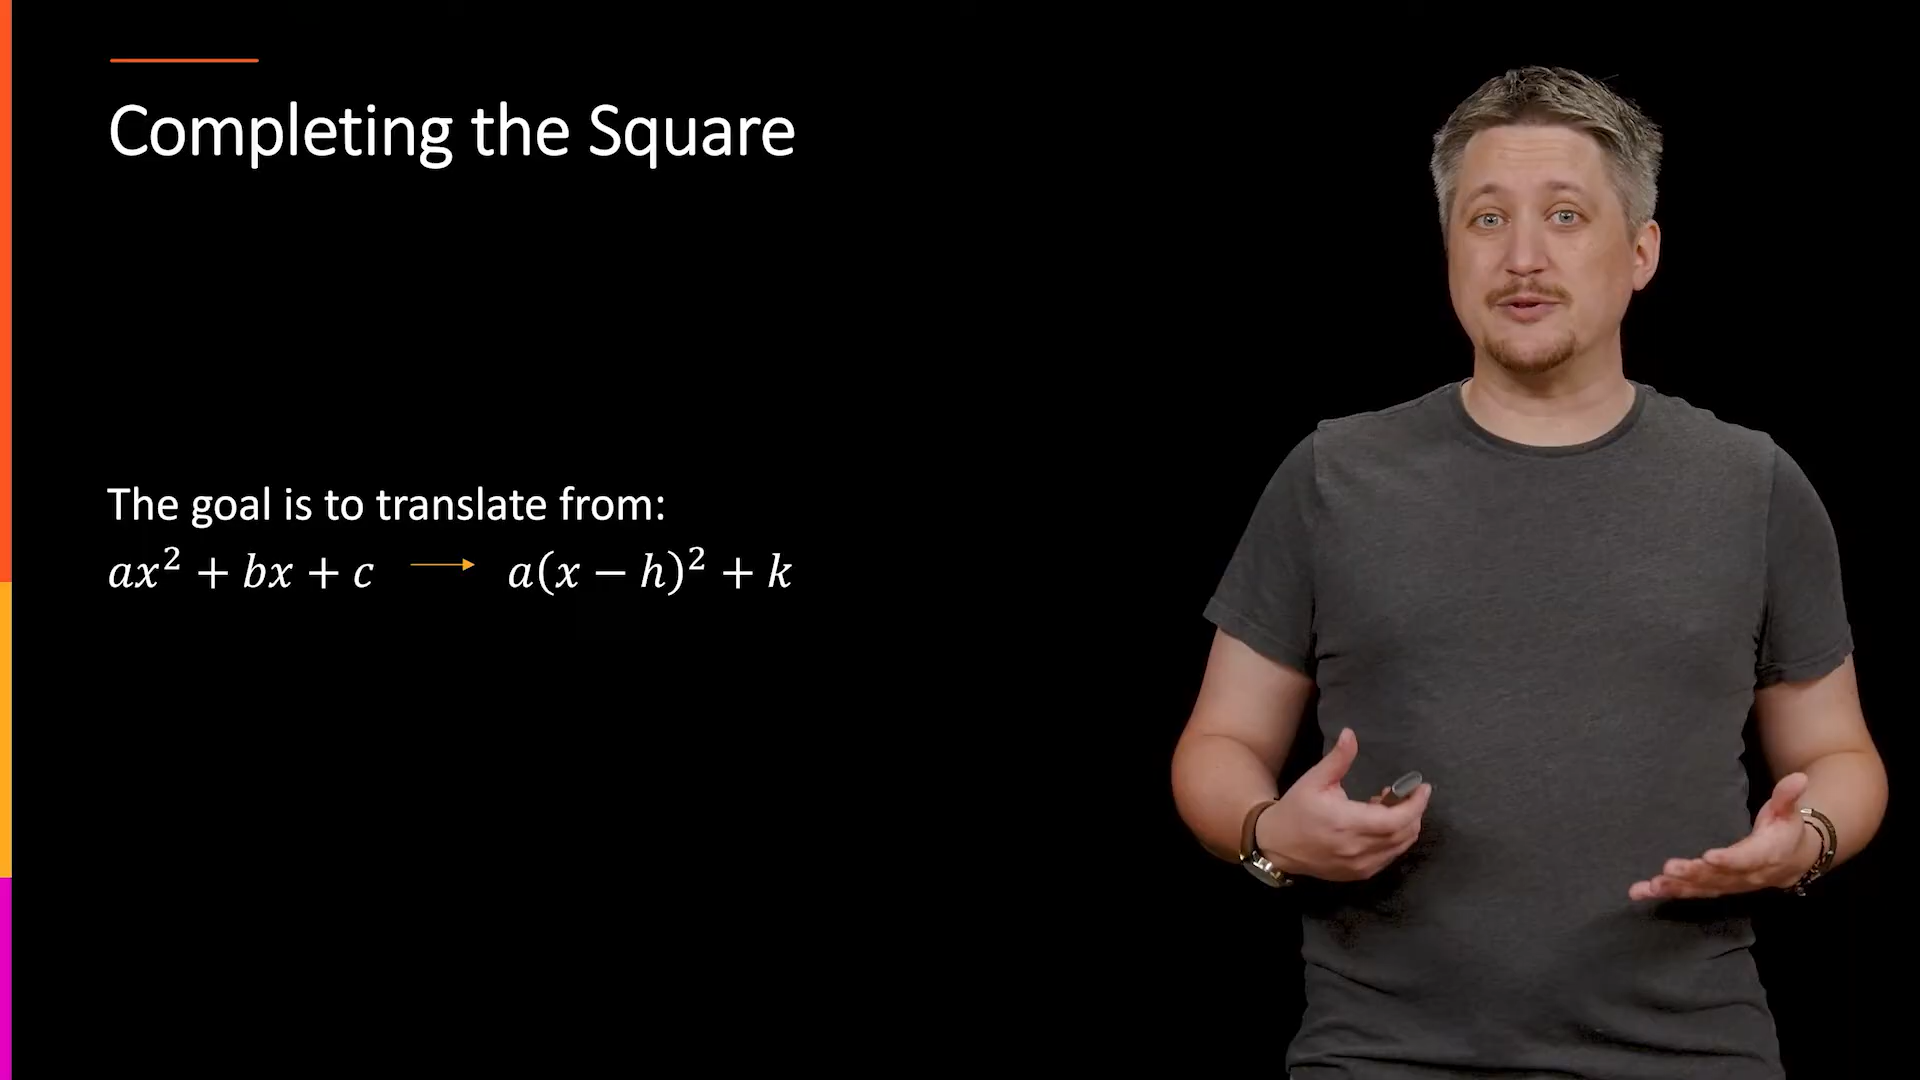 Completing the Square
The goal is to translate from:
ax² + bx + c → a(x − h)² + k